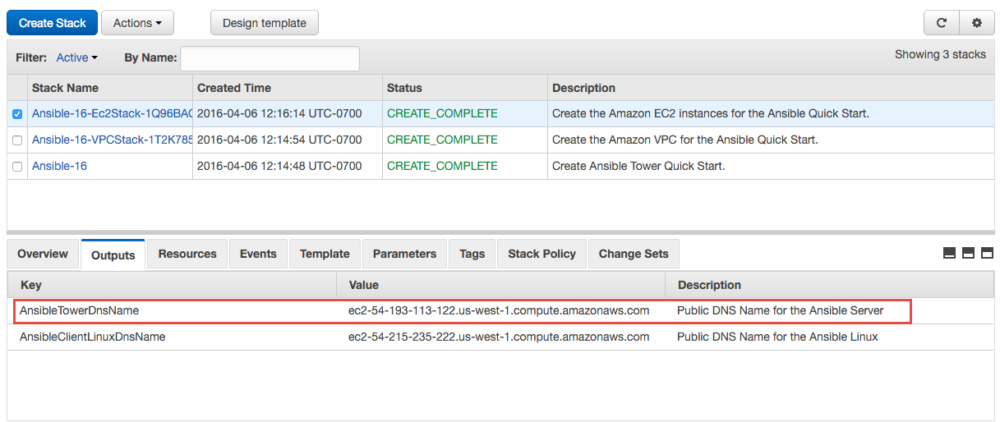 Create Stack Actions Design template
Filter: Active By Name: Showing 3 stacks
Stack Name Created Time Status Description
Ansible-16-Ec2Stack-1Q96BAC 2016-04-06 12:16:14 UTC-0700 CREATE_COMPLETE Create the Amazon EC2 instances for the Ansible Quick Start.
Ansible-16-VPCStack-1T2K785 2016-04-06 12:14:54 UTC-0700 CREATE_COMPLETE Create the Amazon VPC for the Ansible Quick Start.
Ansible-16 2016-04-06 12:14:48 UTC-0700 CREATE_COMPLETE Create Ansible Tower Quick Start.
Overview Outputs Resources Events Template Parameters Tags Stack Policy Change Sets
Key Value Description
AnsibleTowerDnsName ec2-54-193-113-122.us-west-1.compute.amazonaws.com Public DNS Name for the Ansible Server
AnsibleClientLinuxDnsName ec2-54-215-235-222.us-west-1.compute.amazonaws.com Public DNS Name for the Ansible Linux